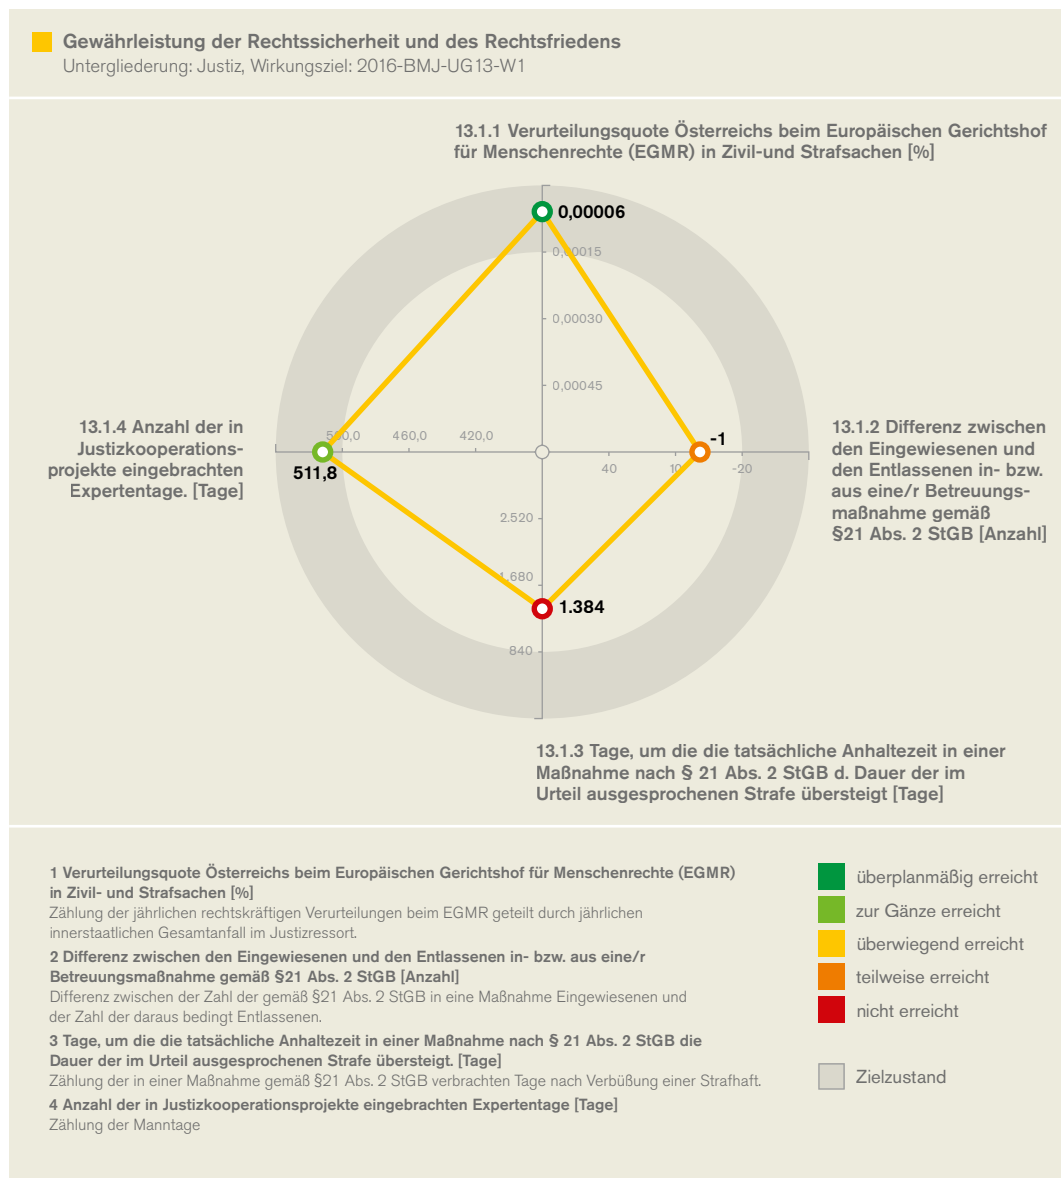 Gewährleistung der Rechtssicherheit und des Rechtsfriedens
Untergliederung: Justiz, Wirkungsziel: 2016-BMJ-UG13-W1
13.1.1 Verurteilungsquote Österreichs beim Europäischen Gerichtshof
für Menschenrechte (EGMR) in Zivil-und Strafsachen [%]
0,00006
0,00015
0,00030
0,00045
13.1.4 Anzahl der in
Justizkooperations-
projekte eingebrachten
Expertentage. [Tage]
500,0
460,0
420,0
511,8
40
10
-20
-1
13.1.2 Differenz zwischen
den Eingewiesenen und
den Entlassenen in- bzw.
aus eine/r Betreuungs-
maßnahme gemäß
§21 Abs. 2 StGB [Anzahl]
2.520
1.680
1.384
840
13.1.3 Tage, um die die tatsächliche Anhaltezeit in einer
Maßnahme nach § 21 Abs. 2 StGB d. Dauer der im
Urteil ausgesprochenen Strafe übersteigt [Tage]
1 Verurteilungsquote Österreichs beim Europäischen Gerichtshof für Menschenrechte (EGMR)
in Zivil- und Strafsachen [%]
Zählung der jährlichen rechtskräftigen Verurteilungen beim EGMR geteilt durch jährlichen
innerstaatlichen Gesamtanfall im Justizressort.
2 Differenz zwischen den Eingewiesenen und den Entlassenen in- bzw. aus eine/r
Betreuungsmaßnahme gemäß §21 Abs. 2 StGB [Anzahl]
Differenz zwischen der Zahl der gemäß §21 Abs. 2 StGB in eine Maßnahme Eingewiesenen und
der Zahl der daraus bedingt Entlassenen.
3 Tage, um die die tatsächliche Anhaltezeit in einer Maßnahme nach § 21 Abs. 2 StGB die
Dauer der im Urteil ausgesprochenen Strafe übersteigt. [Tage]
Zählung der in einer Maßnahme gemäß §21 Abs. 2 StGB verbrachten Tage nach Verbüßung einer Strafhaft.
4 Anzahl der in Justizkooperationsprojekte eingebrachten Expertentage [Tage]
Zählung der Manntage
überplanmäßig erreicht
zur Gänze erreicht
überwiegend erreicht
teilweise erreicht
nicht erreicht
Zielzustand